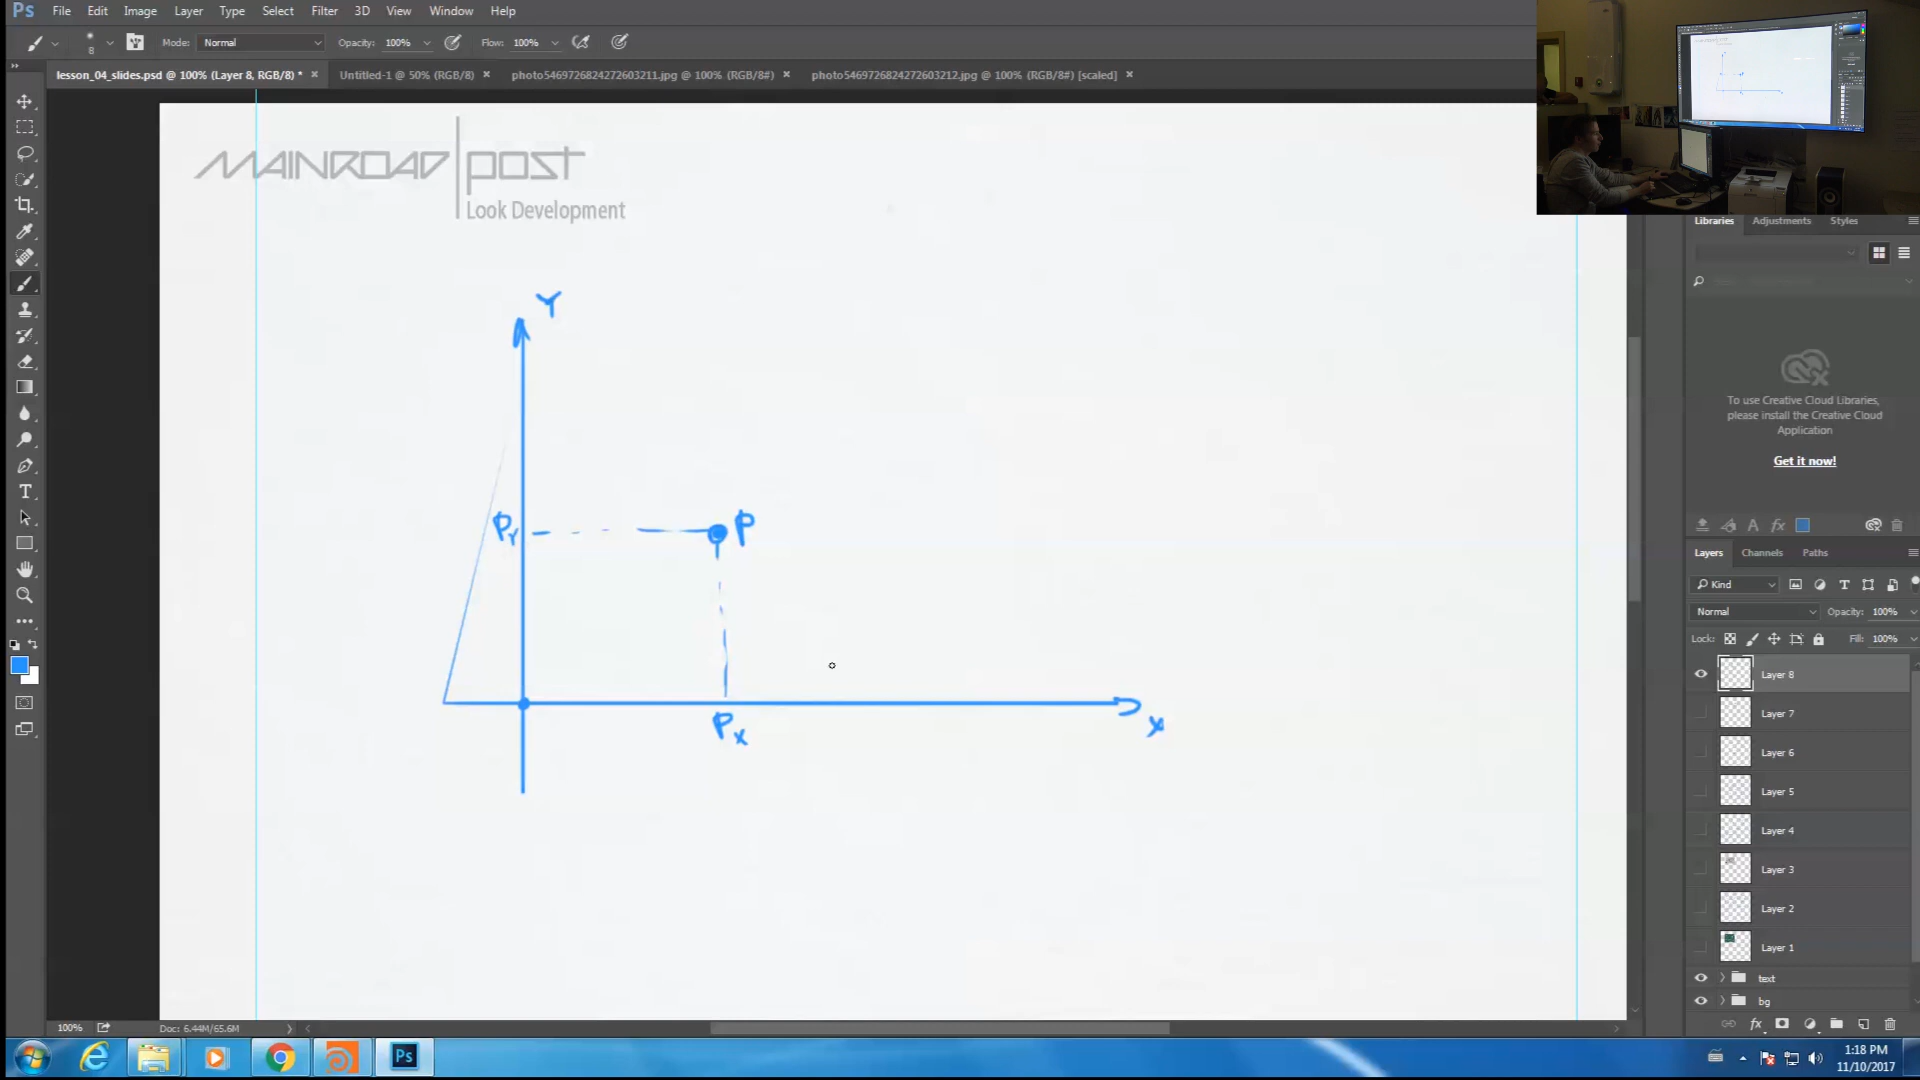 Ps File Edit Image Layer Type Select Filter 3D View Window Help
8 Mode: Normal Opacity: 100% Flow: 100%
lesson_04_slides.psd @ 100% (Layer 8, RGB/8) * × Untitled-1 @ 50% (RGB/8) × photo5469726824272603211.jpg @ 100% (RGB/8#) × photo5469726824272603212.jpg @ 100% (RGB/8#) [scaled] ×
MAINROAD POST
Look Development
Y
PY
P
PX
X
Libraries Adjustments Styles
To use Creative Cloud Libraries,
please install the Creative Cloud
Application
Get it now!
Layers Channels Paths
Kind
Normal Opacity: 100%
Lock: Fill: 100%
Layer 8
Layer 7
Layer 6
Layer 5
Layer 4
Layer 3
Layer 2
Layer 1
text
bg
100% Doc: 6.44M/65.6M
Ps
1:18 PM
11/10/2017